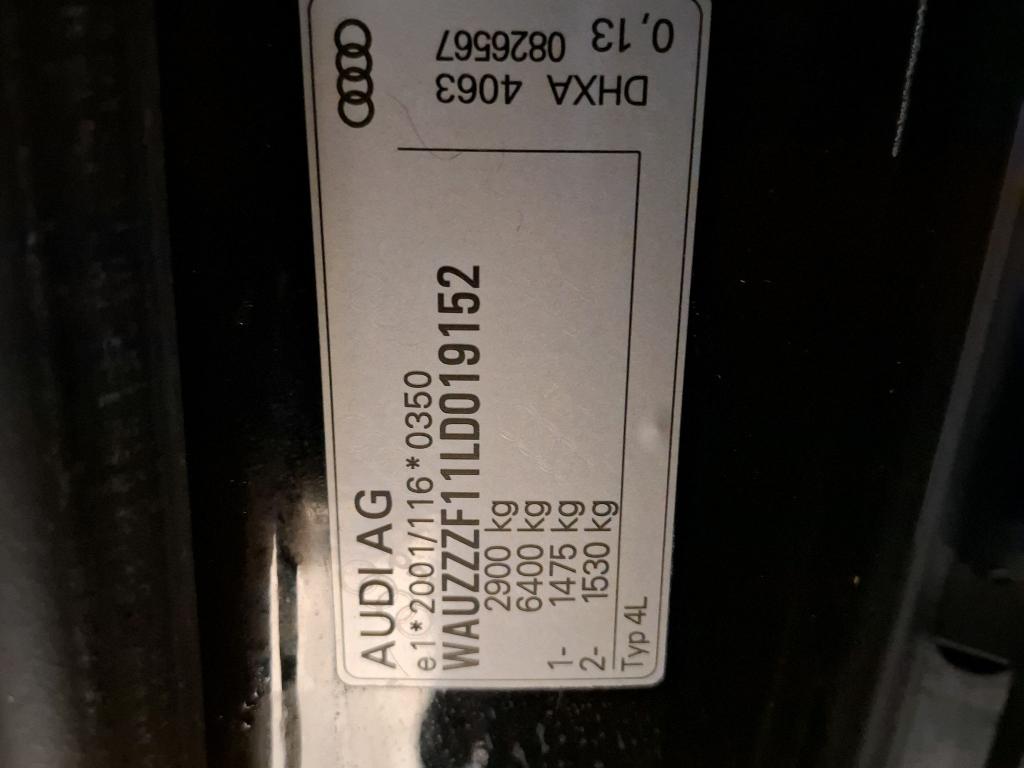 AUDI AG
e1*2001/116*0350
WAUZZZF11LD019152
2900 kg
6400 kg
1- 1475 kg
2- 1530 kg
Typ 4L
DHXA 4063
0,13 0826567